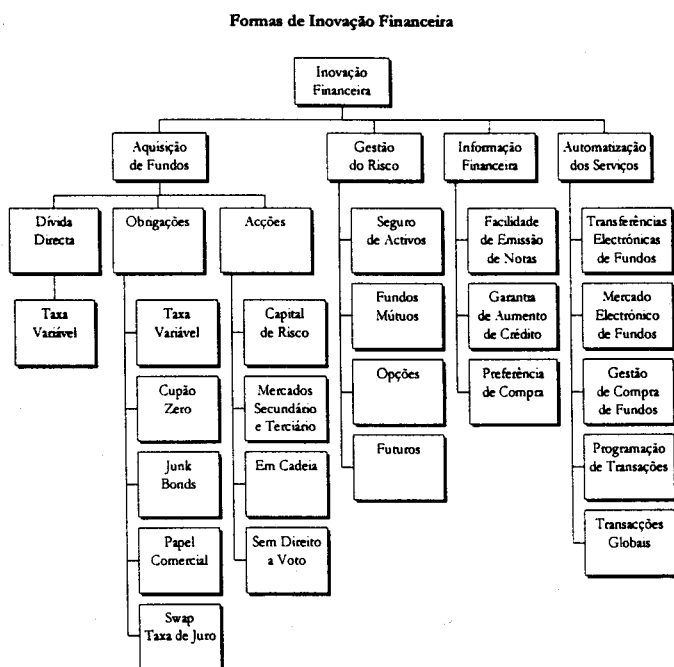 Formas de Inovação Financeira
Inovação
Financeira
Aquisição
de Fundos
Gestão
do Risco
Informação
Financeira
Automatização
dos Serviços
Dívida
Directa
Obrigações
Acções
Seguro
de Activos
Facilidade
de Emissão
de Notas
Transferências
Electrónicas
de Fundos
Taxa
Variável
Taxa
Variável
Capital
de Risco
Fundos
Mútuos
Garantia
de Aumento
de Crédito
Mercado
Electrónico
de Fundos
Cupão
Zero
Mercados
Secundário
e Terciário
Opções
Preferência
de Compra
Gestão
de Compra
de Fundos
Junk
Bonds
Em Cadeia
Futuros
Programação
de Transações
Papel
Comercial
Sem Direito
a Voto
Transacções
Globais
Swap
Taxa de Juro